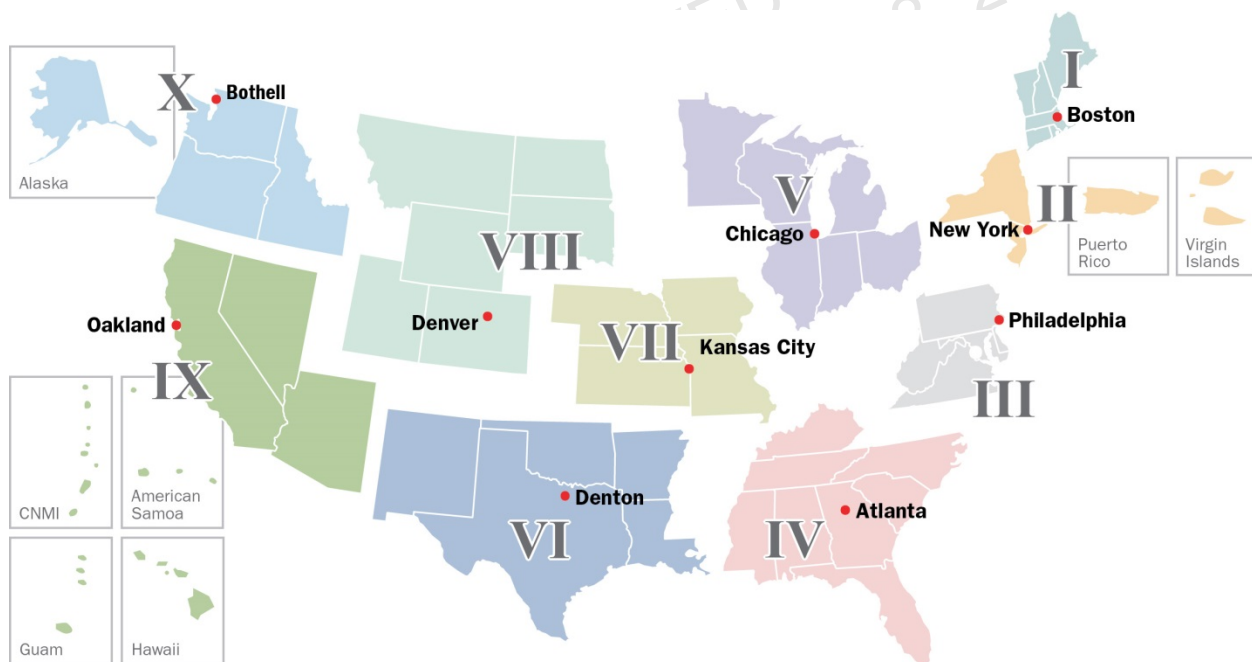 Alaska
X
Bothell
I
Boston
II
New York
Puerto
Rico
Virgin
Islands
V
Chicago
VIII
Denver
Oakland
IX
VII
Kansas City
Philadelphia
III
CNMI
American
Samoa
Guam
Hawaii
VI
Denton
IV
Atlanta